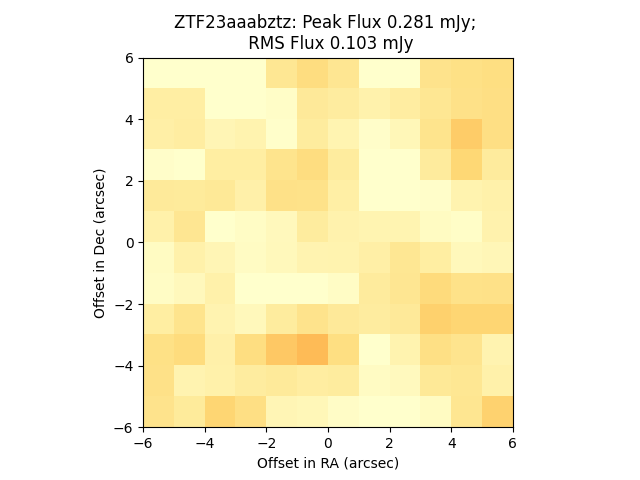 ZTF23aaabztz: Peak Flux 0.281 mJy;
RMS Flux 0.103 mJy
6
4
2
0
−2
−4
−6
Offset in Dec (arcsec)
−6 −4 −2 0 2 4 6
Offset in RA (arcsec)